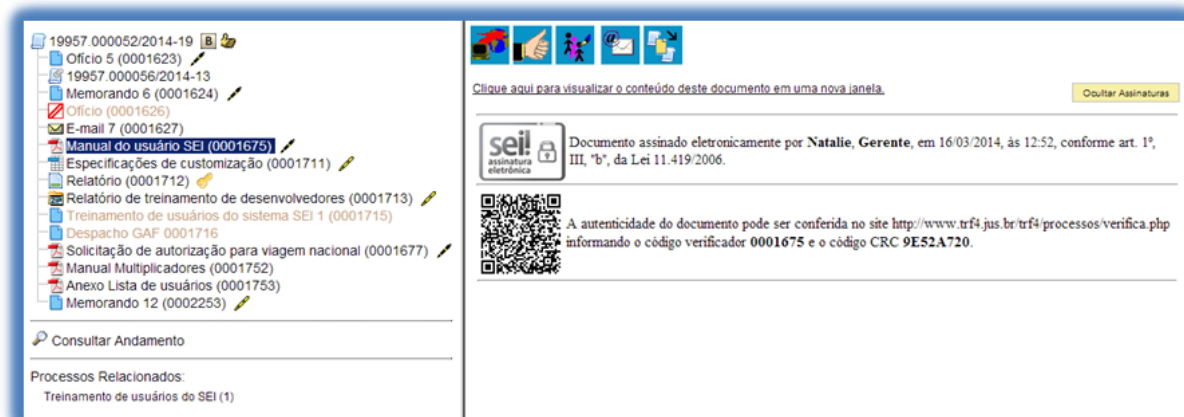 19957.000052/2014-19 B
Ofício 5 (0001623)
19957.000056/2014-13
Memorando 6 (0001624)
Ofício (0001626)
E-mail 7 (0001627)
Manual do usuário SEI (0001675)
Especificações de customização (0001711)
Relatório (0001712)
Relatório de treinamento de desenvolvedores (0001713)
Treinamento de usuários do sistema SEI 1 (0001715)
Despacho GAF 0001716
Solicitação de autorização para viagem nacional (0001677)
Manual Multiplicadores (0001752)
Anexo Lista de usuários (0001753)
Memorando 12 (0002253)
Consultar Andamento
Processos Relacionados:
Treinamento de usuários do SEI (1)
Clique aqui para visualizar o conteúdo deste documento em uma nova janela.
Ocultar Assinaturas
sei!
assinatura
eletrônica
Documento assinado eletronicamente por Natalie, Gerente, em 16/03/2014, às 12:52, conforme art. 1º,
III, "b", da Lei 11.419/2006.
A autenticidade do documento pode ser conferida no site http://www.trf4.jus.br/trf4/processos/verifica.php
informando o código verificador 0001675 e o código CRC 9E52A720.